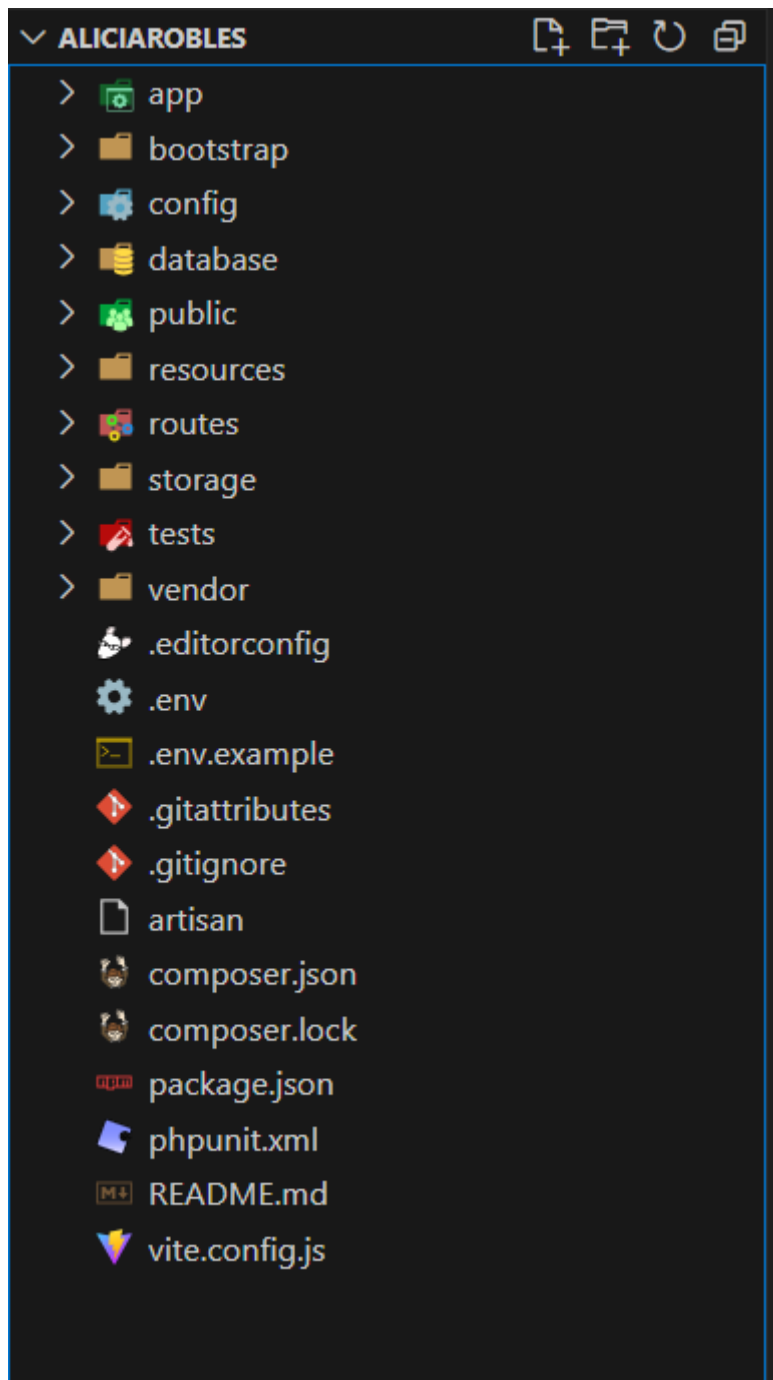 ALICIAROBLES
app
bootstrap
config
database
public
resources
routes
storage
tests
vendor
.editorconfig
.env
.env.example
.gitattributes
.gitignore
artisan
composer.json
composer.lock
package.json
phpunit.xml
README.md
vite.config.js